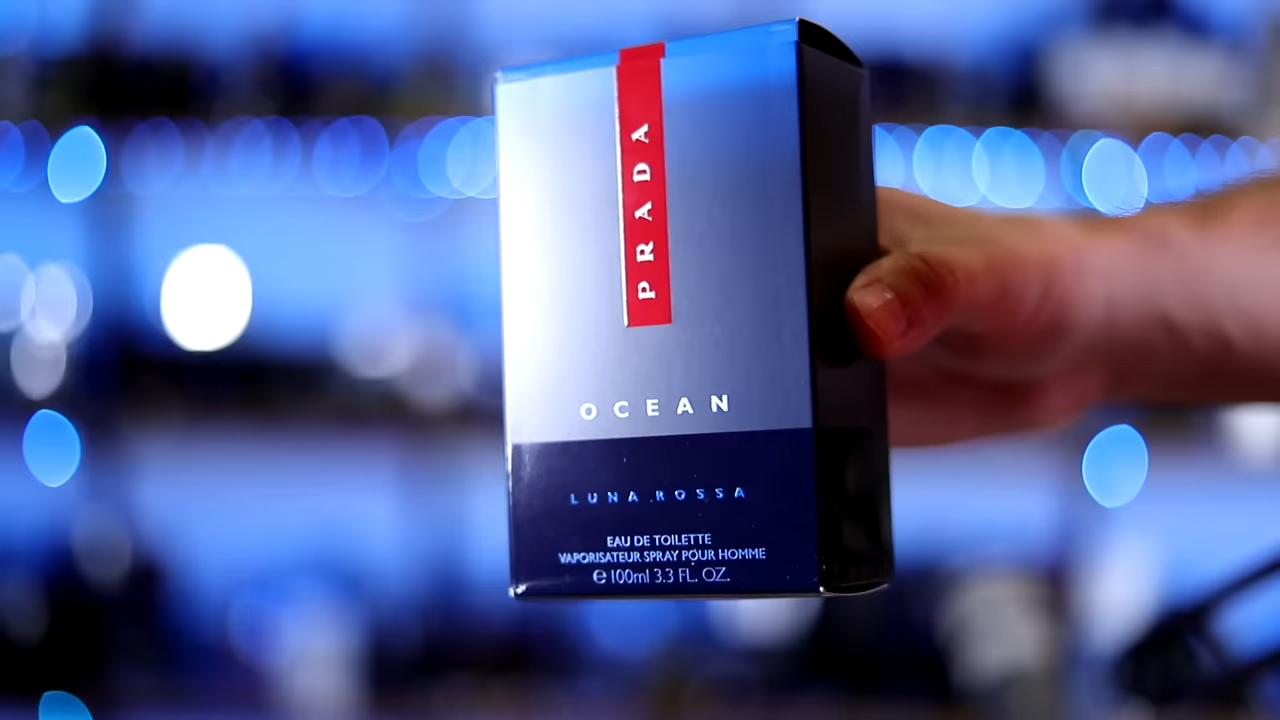 PRADA
OCEAN
LUNA ROSSA
EAU DE TOILETTE
VAPORISATEUR SPRAY POUR HOMME
℮ 100ml 3.3 FL. OZ.